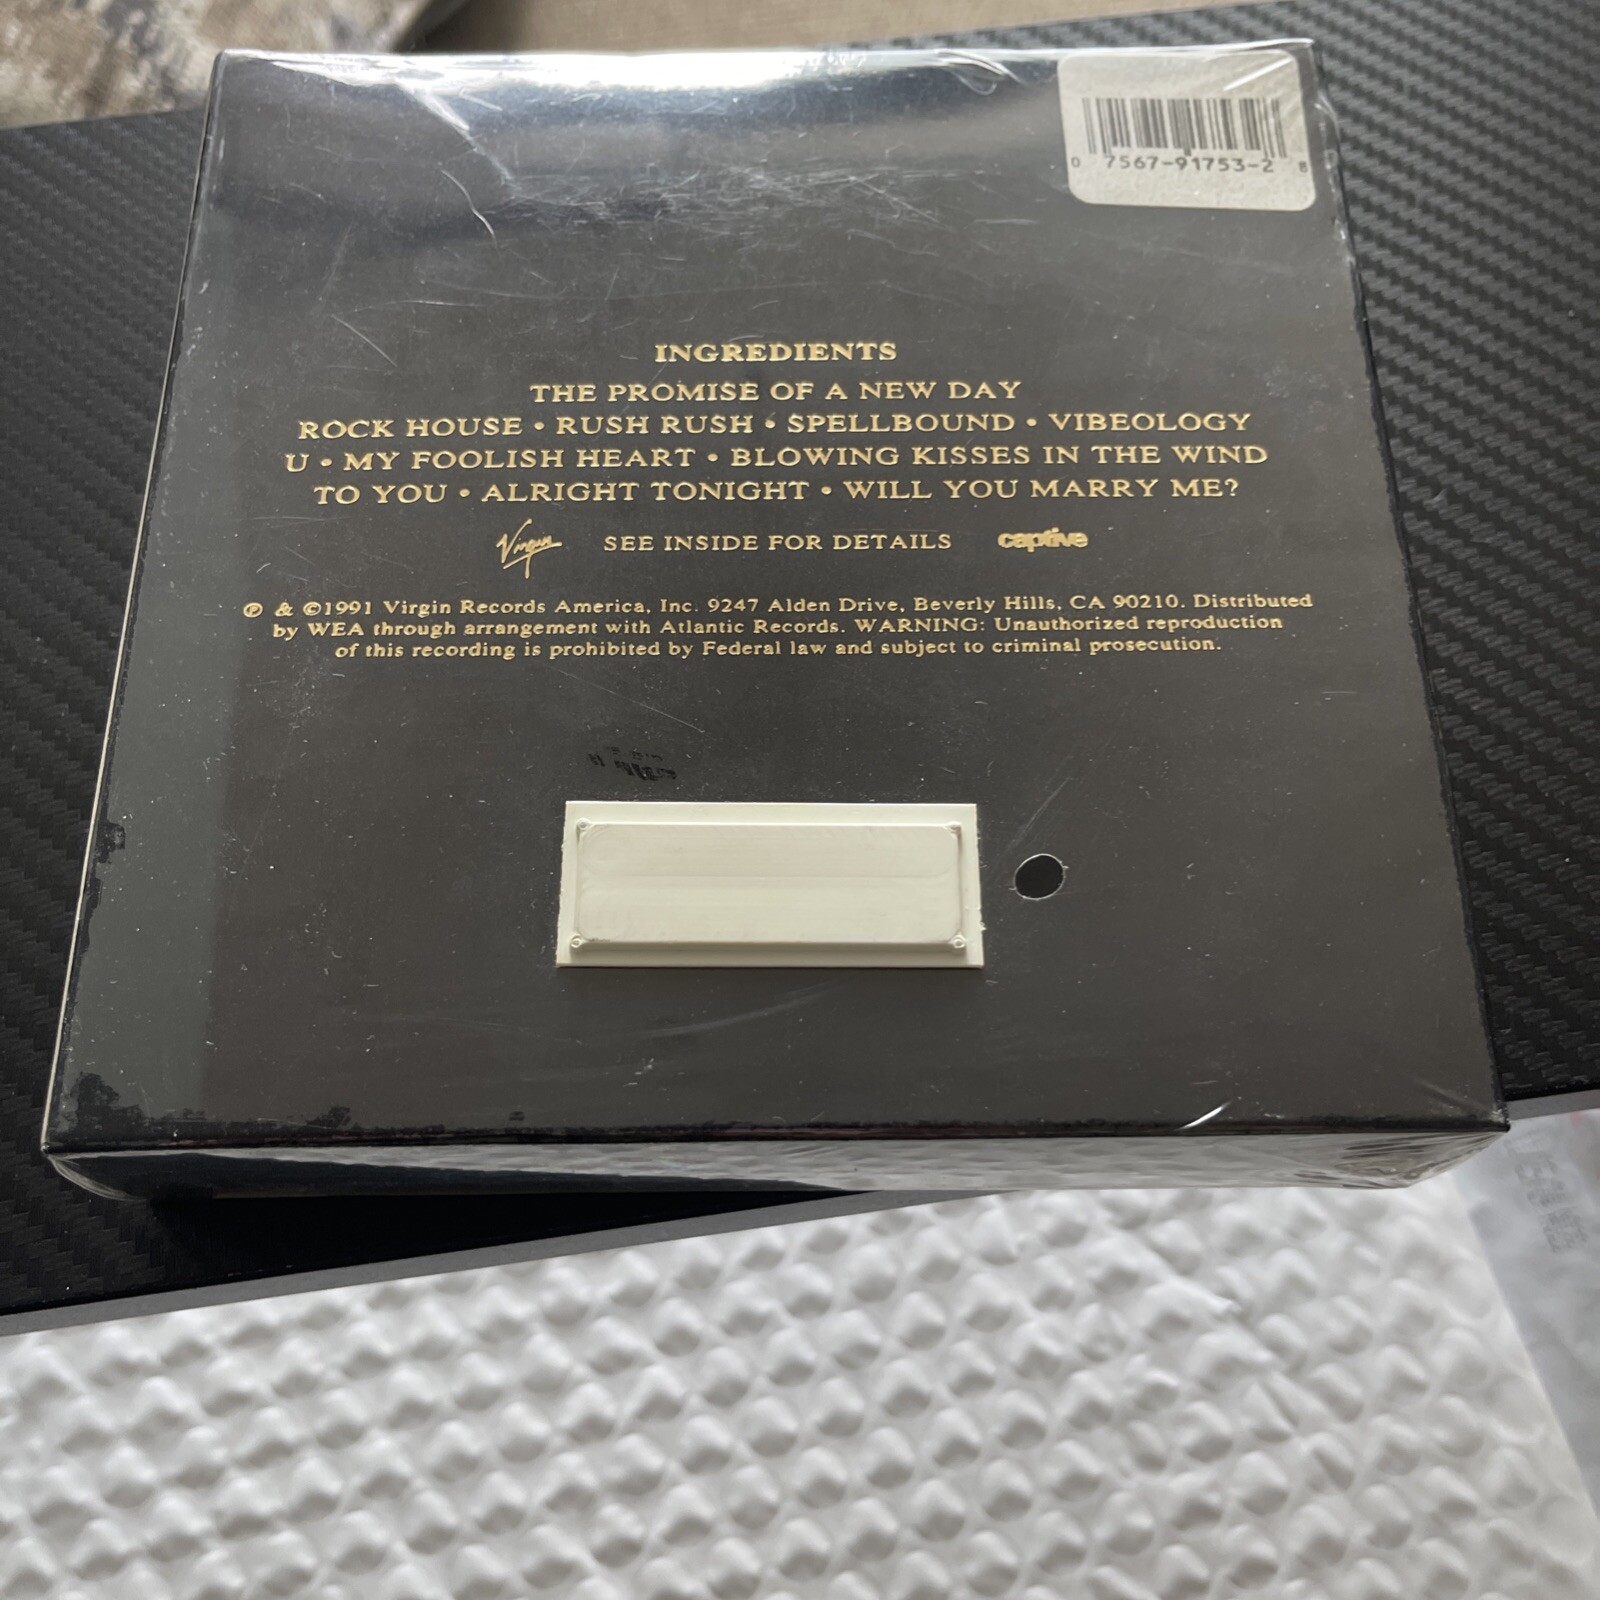 0 7567-91753-2 8
INGREDIENTS
THE PROMISE OF A NEW DAY
ROCK HOUSE • RUSH RUSH • SPELLBOUND • VIBEOLOGY
U • MY FOOLISH HEART • BLOWING KISSES IN THE WIND
TO YOU • ALRIGHT TONIGHT • WILL YOU MARRY ME?
Virgin SEE INSIDE FOR DETAILS captive
℗ & ©1991 Virgin Records America, Inc. 9247 Alden Drive, Beverly Hills, CA 90210. Distributed
by WEA through arrangement with Atlantic Records. WARNING: Unauthorized reproduction
of this recording is prohibited by Federal law and subject to criminal prosecution.